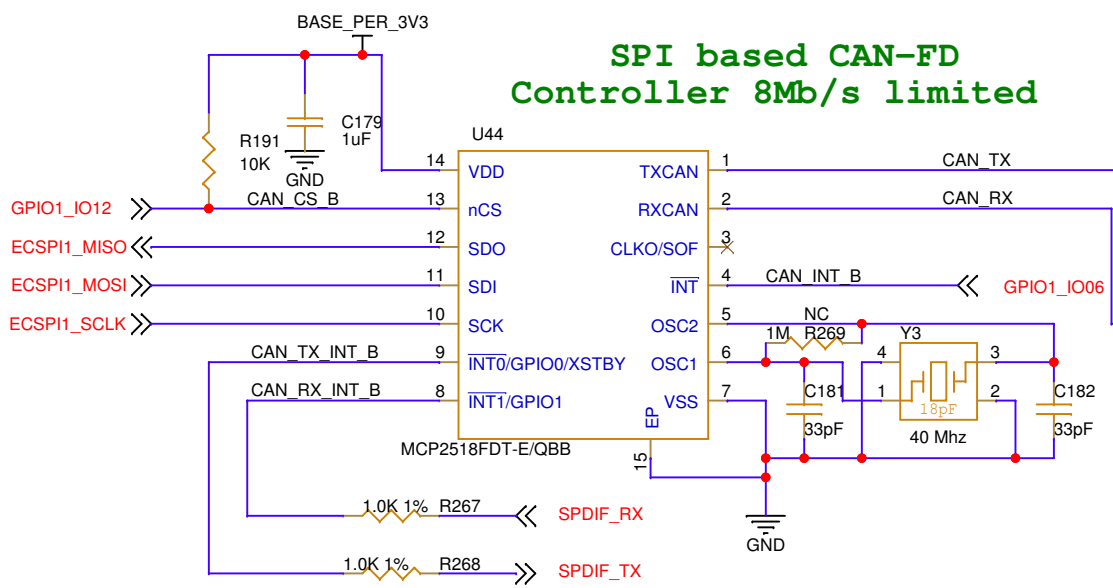 BASE_PER_3V3
SPI based CAN-FD
Controller 8Mb/s limited
R191
10K
C179
1uF
GND
U44
14 VDD
TXCAN 1 CAN_TX
GPIO1_IO12 CAN_CS_B 13 nCS
RXCAN 2 CAN_RX
ECSPI1_MISO 12 SDO
CLKO/SOF 3
ECSPI1_MOSI 11 SDI
INT 4 CAN_INT_B GPIO1_IO06
ECSPI1_SCLK 10 SCK
OSC2 5 NC
1M R269 Y3
CAN_TX_INT_B 9 INT0/GPIO0/XSTBY
OSC1 6 4 3
CAN_RX_INT_B 8 INT1/GPIO1
VSS 7 C181 1 2 C182
18pF
33pF 40 Mhz 33pF
EP
15
MCP2518FDT-E/QBB
1.0K 1% R267 SPDIF_RX
GND
1.0K 1% R268 SPDIF_TX